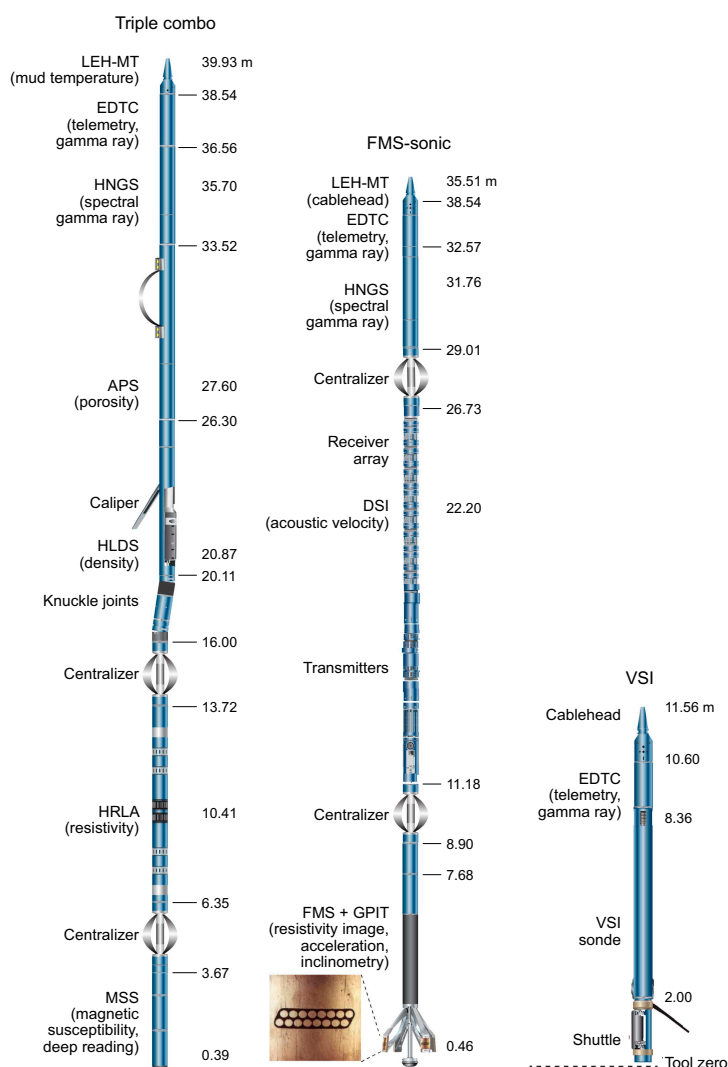 Triple combo
LEH-MT
(mud temperature)
39.93 m
38.54
EDTC
(telemetry,
gamma ray)
36.56
HNGS
(spectral
gamma ray)
35.70
33.52
APS
(porosity)
27.60
26.30
Caliper
HLDS
(density)
20.87
20.11
Knuckle joints
16.00
Centralizer
13.72
HRLA
(resistivity)
10.41
6.35
Centralizer
3.67
MSS
(magnetic
susceptibility,
deep reading)
0.39
FMS-sonic
LEH-MT
(cablehead)
35.51 m
38.54
EDTC
(telemetry,
gamma ray)
32.57
31.76
HNGS
(spectral
gamma ray)
29.01
Centralizer
26.73
Receiver
array
DSI
(acoustic velocity)
22.20
Transmitters
11.18
Centralizer
8.90
7.68
FMS + GPIT
(resistivity image,
acceleration,
inclinometry)
0.46
VSI
Cablehead
11.56 m
10.60
EDTC
(telemetry,
gamma ray)
8.36
VSI
sonde
2.00
Shuttle
Tool zero